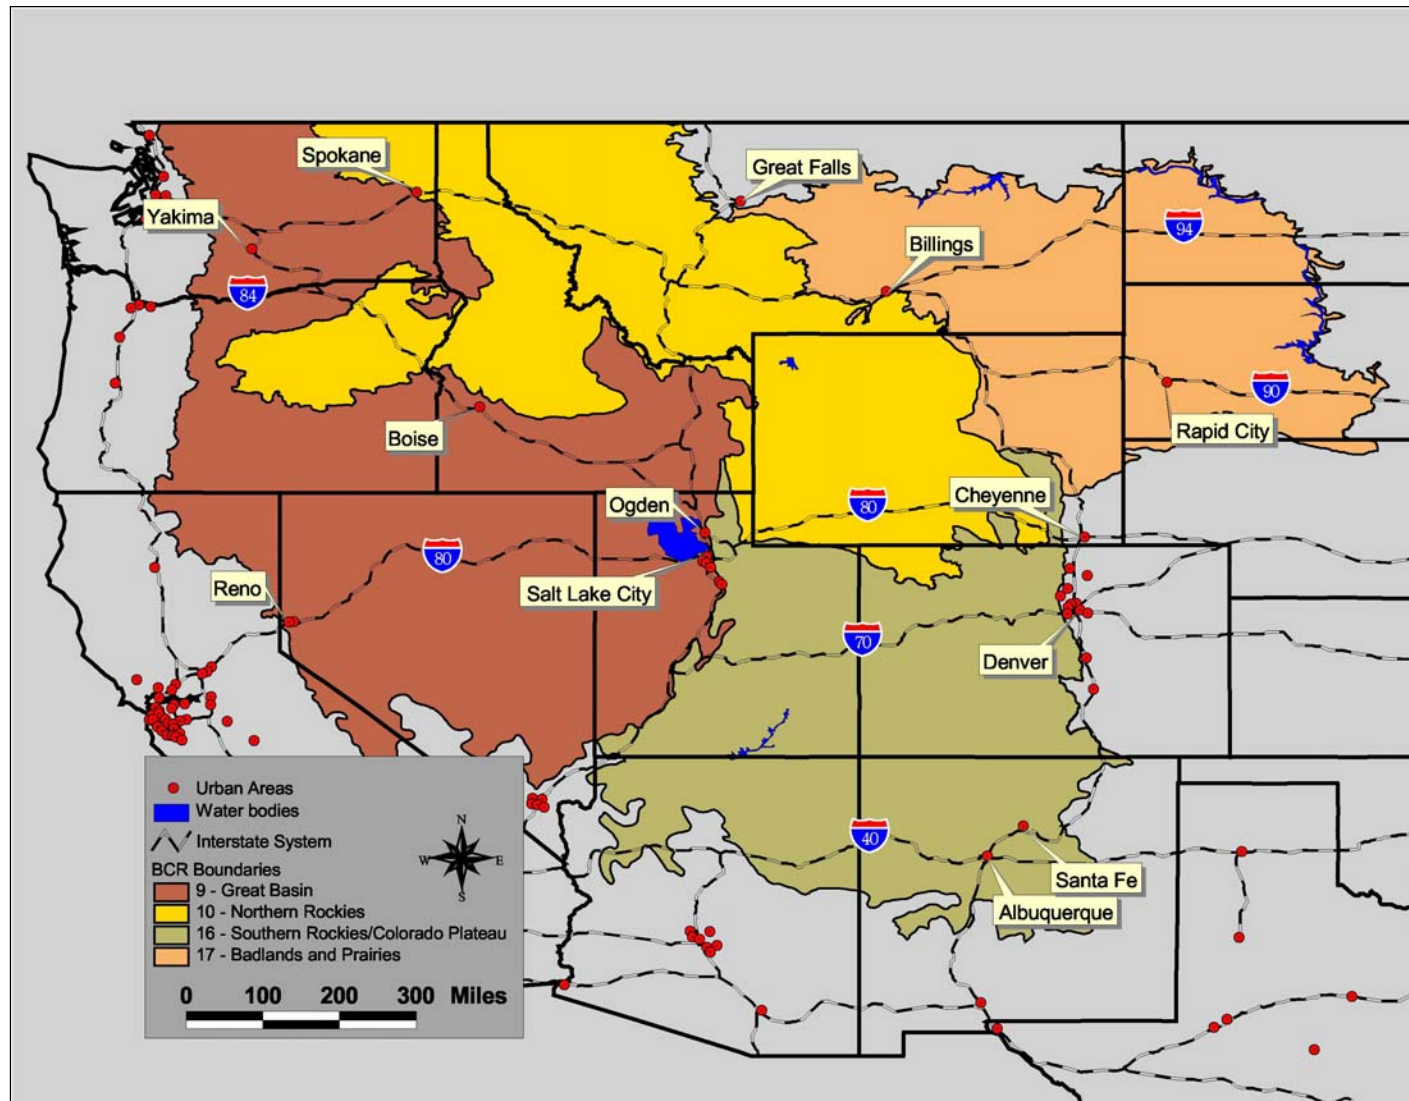 Spokane
Great Falls
Yakima
94
Billings
84
90
Rapid City
Boise
Ogden
80
Cheyenne
80
Reno
Salt Lake City
70
Denver
Urban Areas
Water bodies
Interstate System
N
W E
S
BCR Boundaries
9 - Great Basin
10 - Northern Rockies
16 - Southern Rockies/Colorado Plateau
17 - Badlands and Prairies
0 100 200 300 Miles
40
Santa Fe
Albuquerque